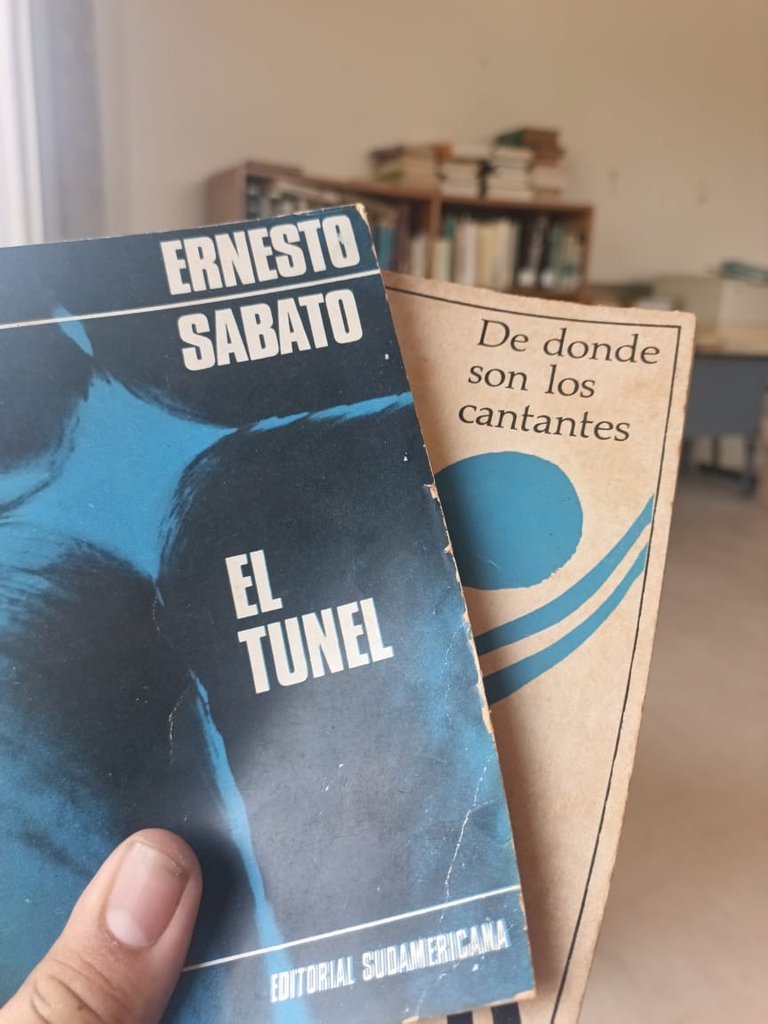 ERNESTO
SABATO
EL
TUNEL
EDITORIAL SUDAMERICANA
De donde
son los
cantantes